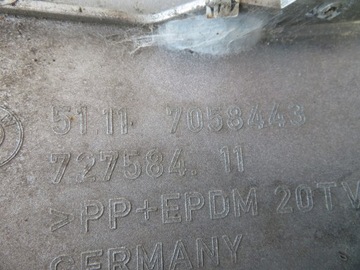 51.11 7058443
727584. 11
>PP+EPDM 20TV
GERMANY